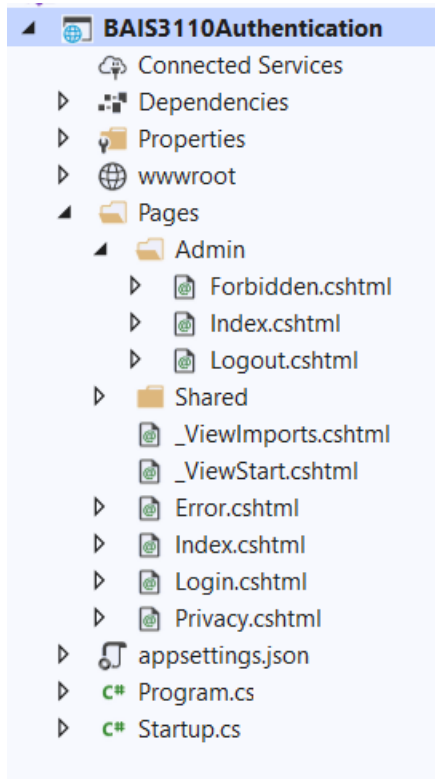 BAIS3110Authentication
Connected Services
Dependencies
Properties
wwwroot
Pages
Admin
Forbidden.cshtml
Index.cshtml
Logout.cshtml
Shared
_ViewImports.cshtml
_ViewStart.cshtml
Error.cshtml
Index.cshtml
Login.cshtml
Privacy.cshtml
appsettings.json
C# Program.cs
C# Startup.cs